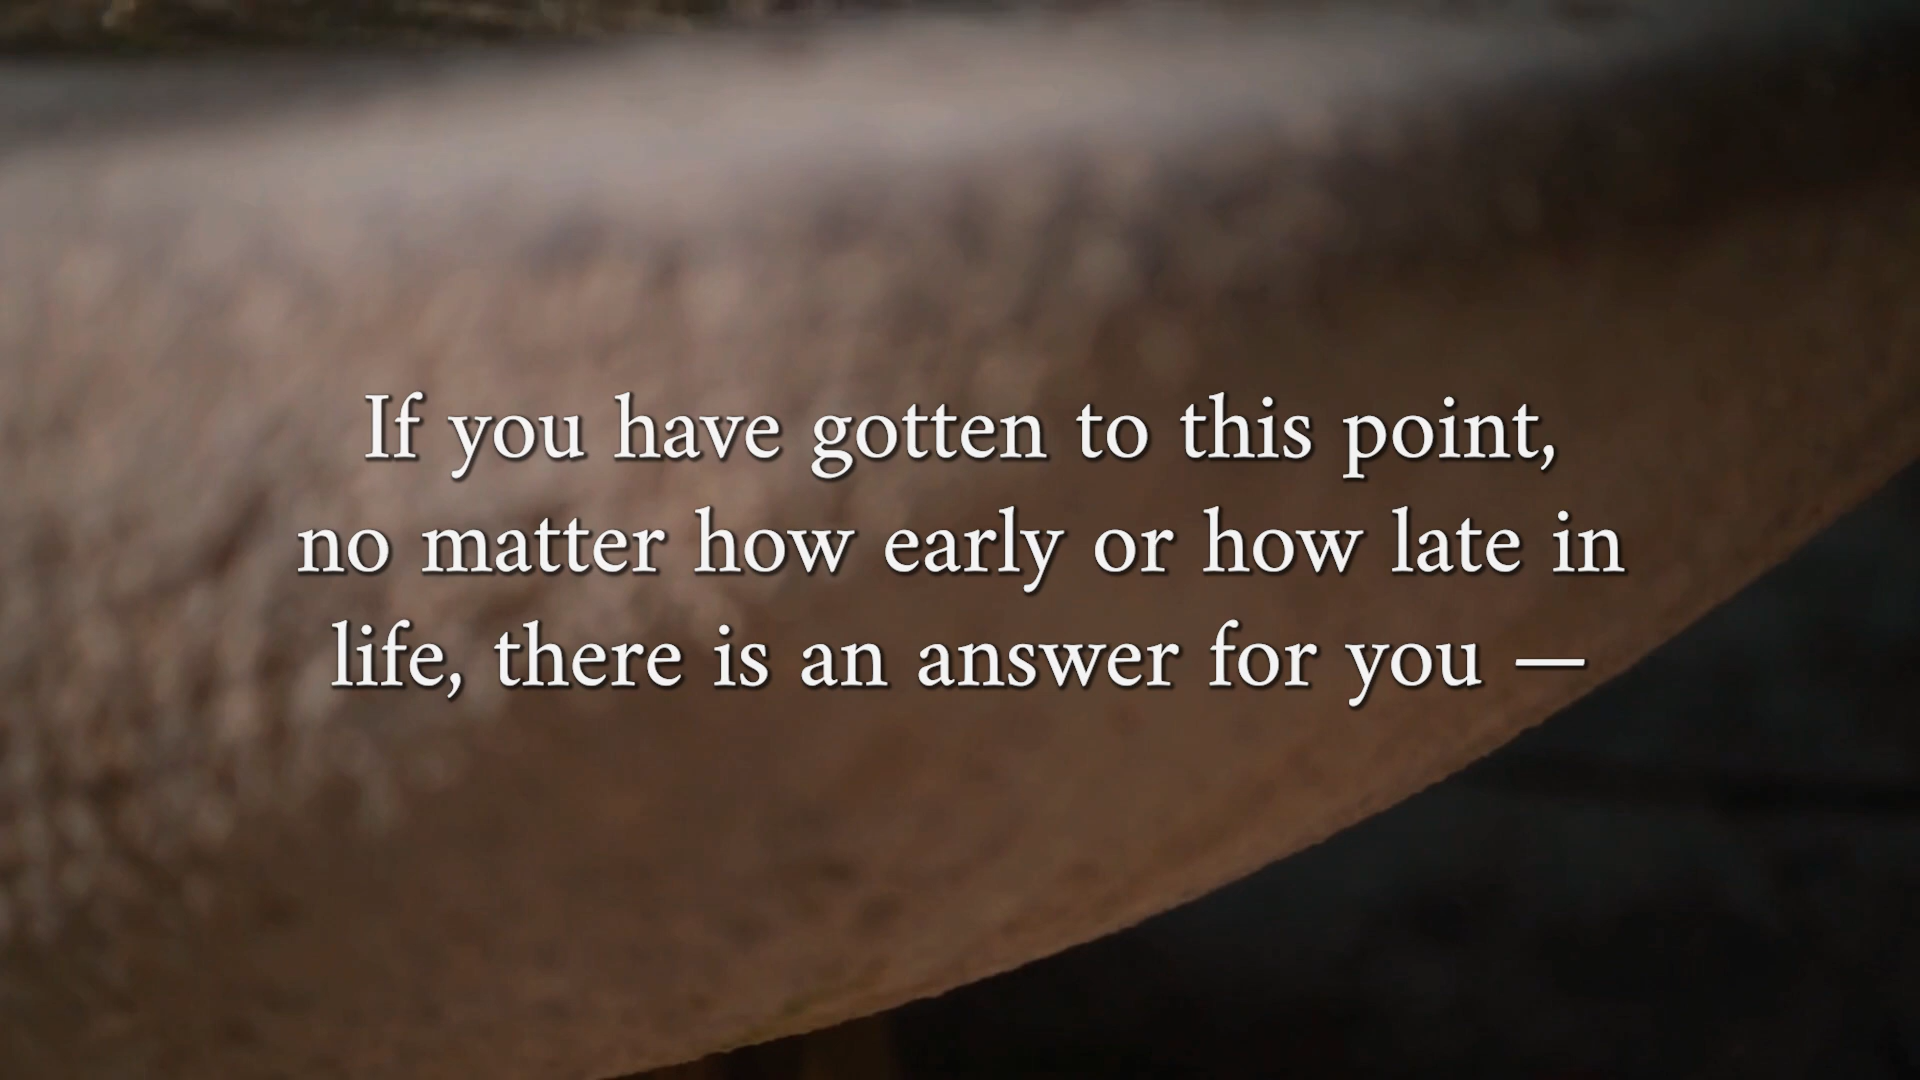 If you have gotten to this point,
no matter how early or how late in
life, there is an answer for you —